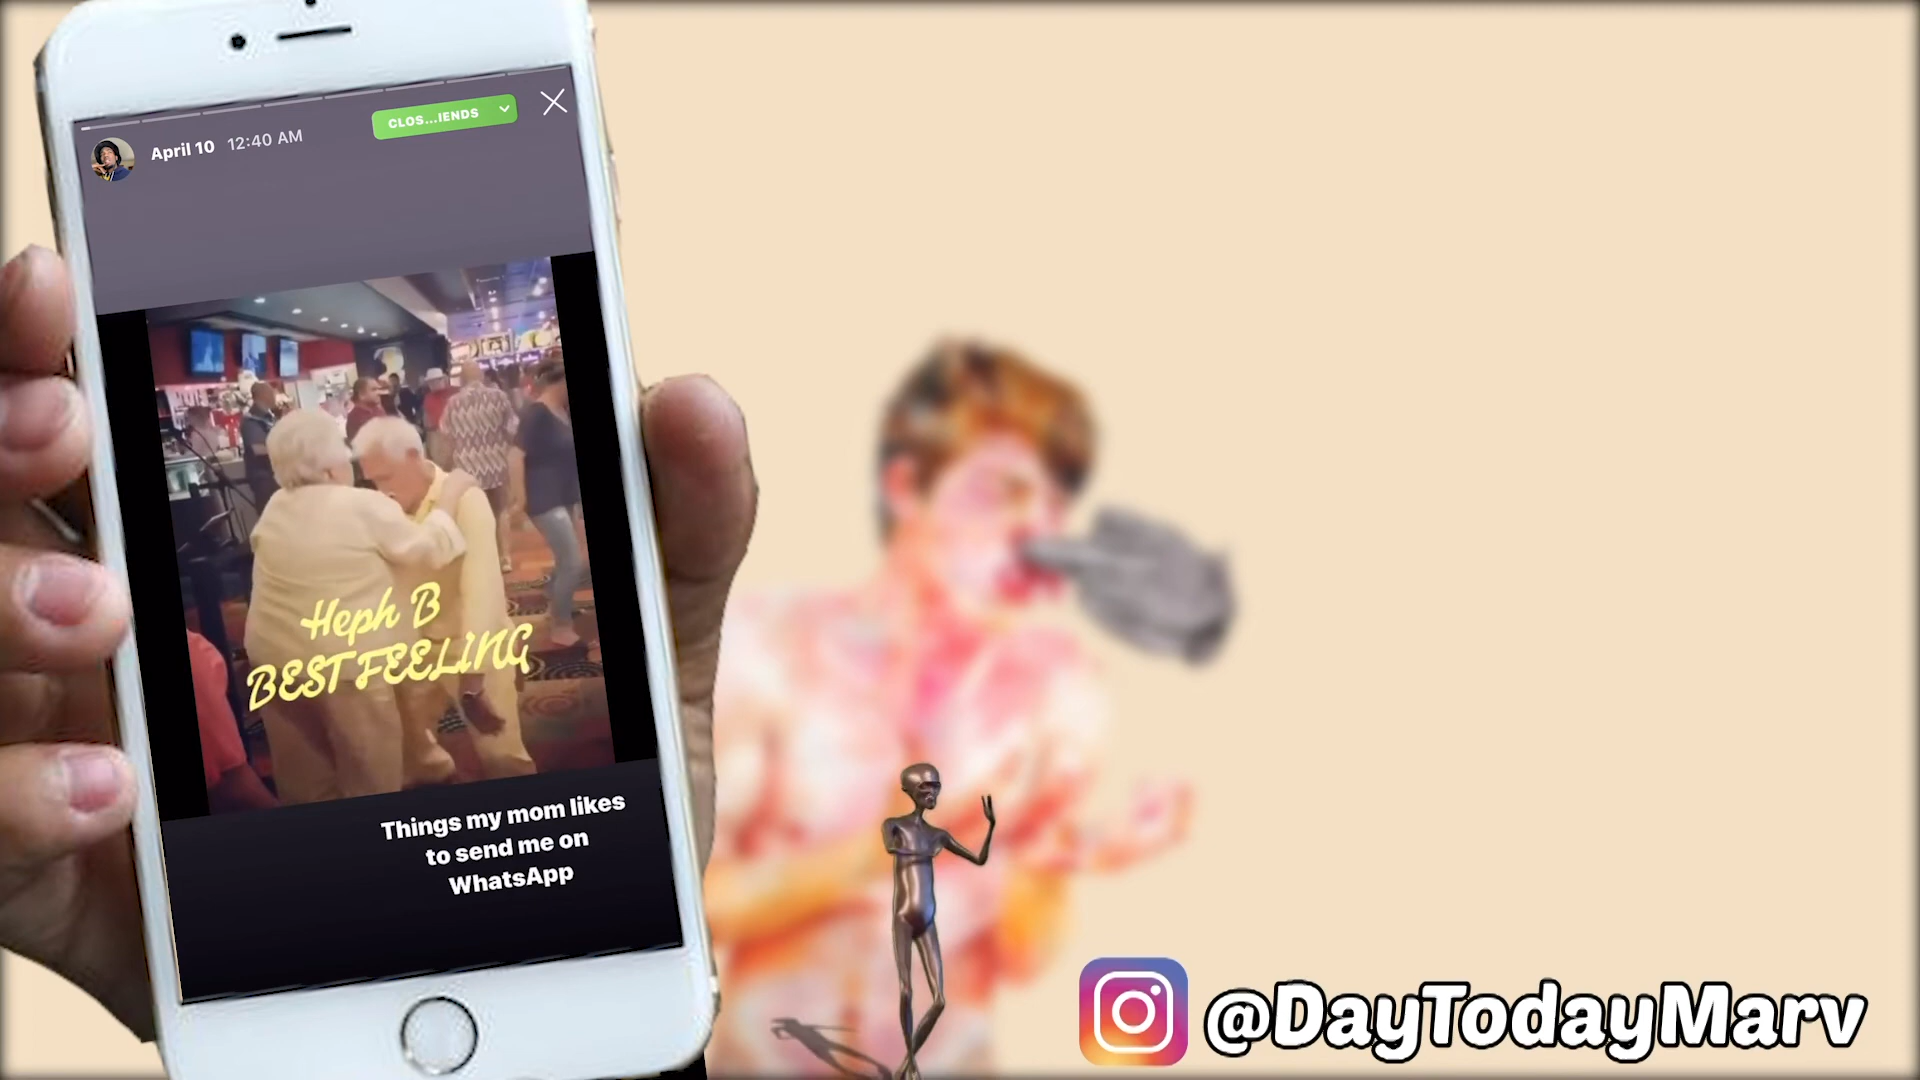 April 10 12:40 AM
CLOS...IENDS
Heph B
BEST FEELING
Things my mom likes
to send me on
WhatsApp
@DayTodayMarv